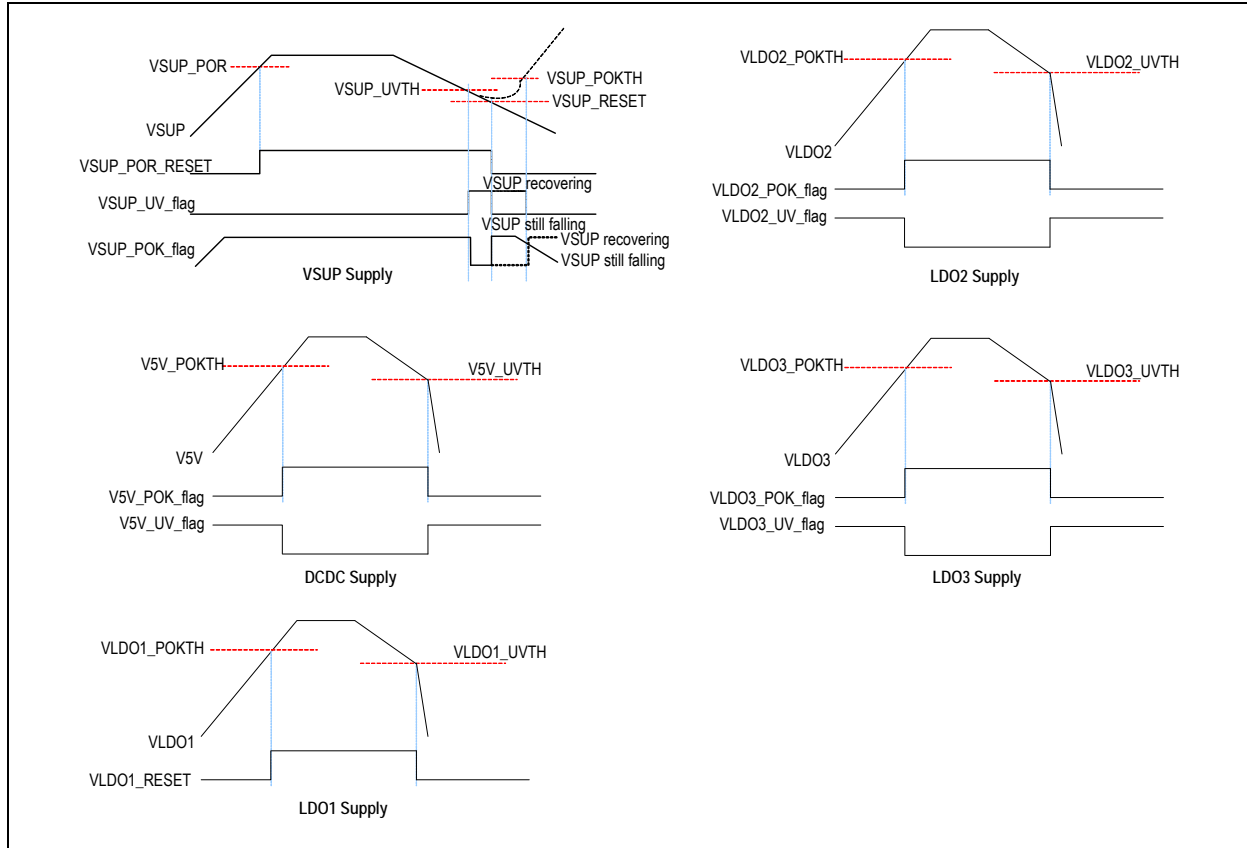 VSUP_POR
VSUP_UVTH
VSUP_POKTH
VSUP_RESET
VSUP
VSUP_POR_RESET
VSUP recovering
VSUP_UV_flag
VSUP still falling
VSUP_POK_flag
VSUP recovering
VSUP still falling
VSUP Supply
VLDO2_POKTH
VLDO2_UVTH
VLDO2
VLDO2_POK_flag
VLDO2_UV_flag
LDO2 Supply
V5V_POKTH
V5V_UVTH
V5V
V5V_POK_flag
V5V_UV_flag
DCDC Supply
VLDO3_POKTH
VLDO3_UVTH
VLDO3
VLDO3_POK_flag
VLDO3_UV_flag
LDO3 Supply
VLDO1_POKTH
VLDO1_UVTH
VLDO1
VLDO1_RESET
LDO1 Supply